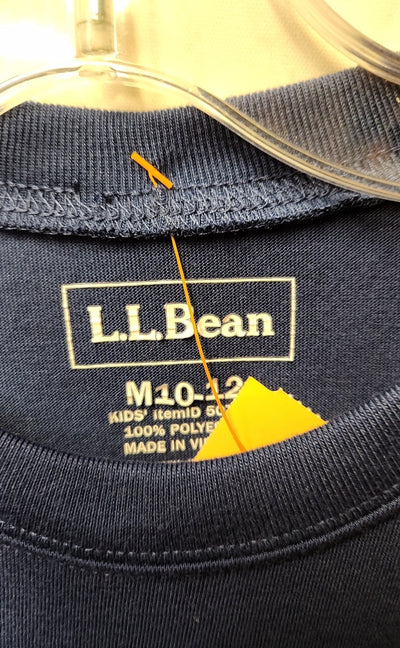 L.L.Bean
M10-12
KIDS' itemID
100%
MADE IN